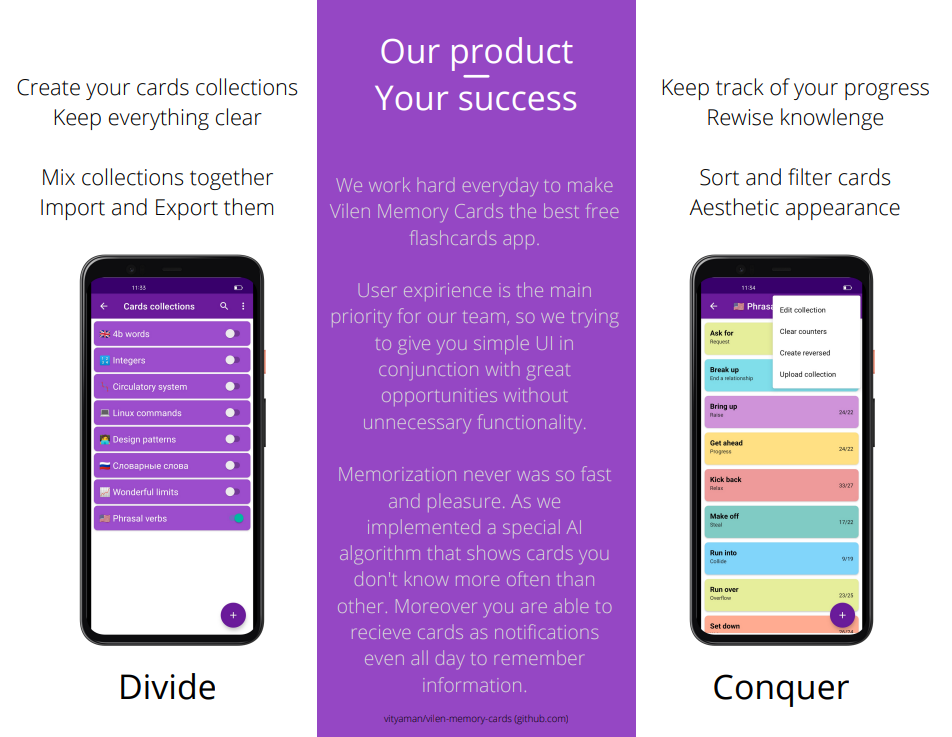 Create your cards collections
Keep everything clear
Mix collections together
Import and Export them
11:33
Cards collections
4b words
Integers
Circulatory system
Linux commands
Design patterns
Словарные слова
Wonderful limits
Phrasal verbs
+
Divide
Our product
Your success
We work hard everyday to make
Vilen Memory Cards the best free
flashcards app.
User expirience is the main
priority for our team, so we trying
to give you simple UI in
conjunction with great
opportunities without
unnecessary functionality.
Memorization never was so fast
and pleasure. As we
implemented a special AI
algorithm that shows cards you
don't know more often than
other. Moreover you are able to
recieve cards as notifications
even all day to remember
information.
vityaman/vilen-memory-cards (github.com)
Keep track of your progress
Rewise knowlenge
Sort and filter cards
Aesthetic appearance
11:34
Phrasa
Edit collection
Clear counters
Create reversed
Upload collection
Ask for
Request
Break up
End a relationship
Bring up
Raise
24/22
Get ahead
Progress
24/22
Kick back
Relax
33/27
Make off
Steal
17/22
Run into
Collide
9/19
Run over
Overflow
23/25
+
Set down
Conquer